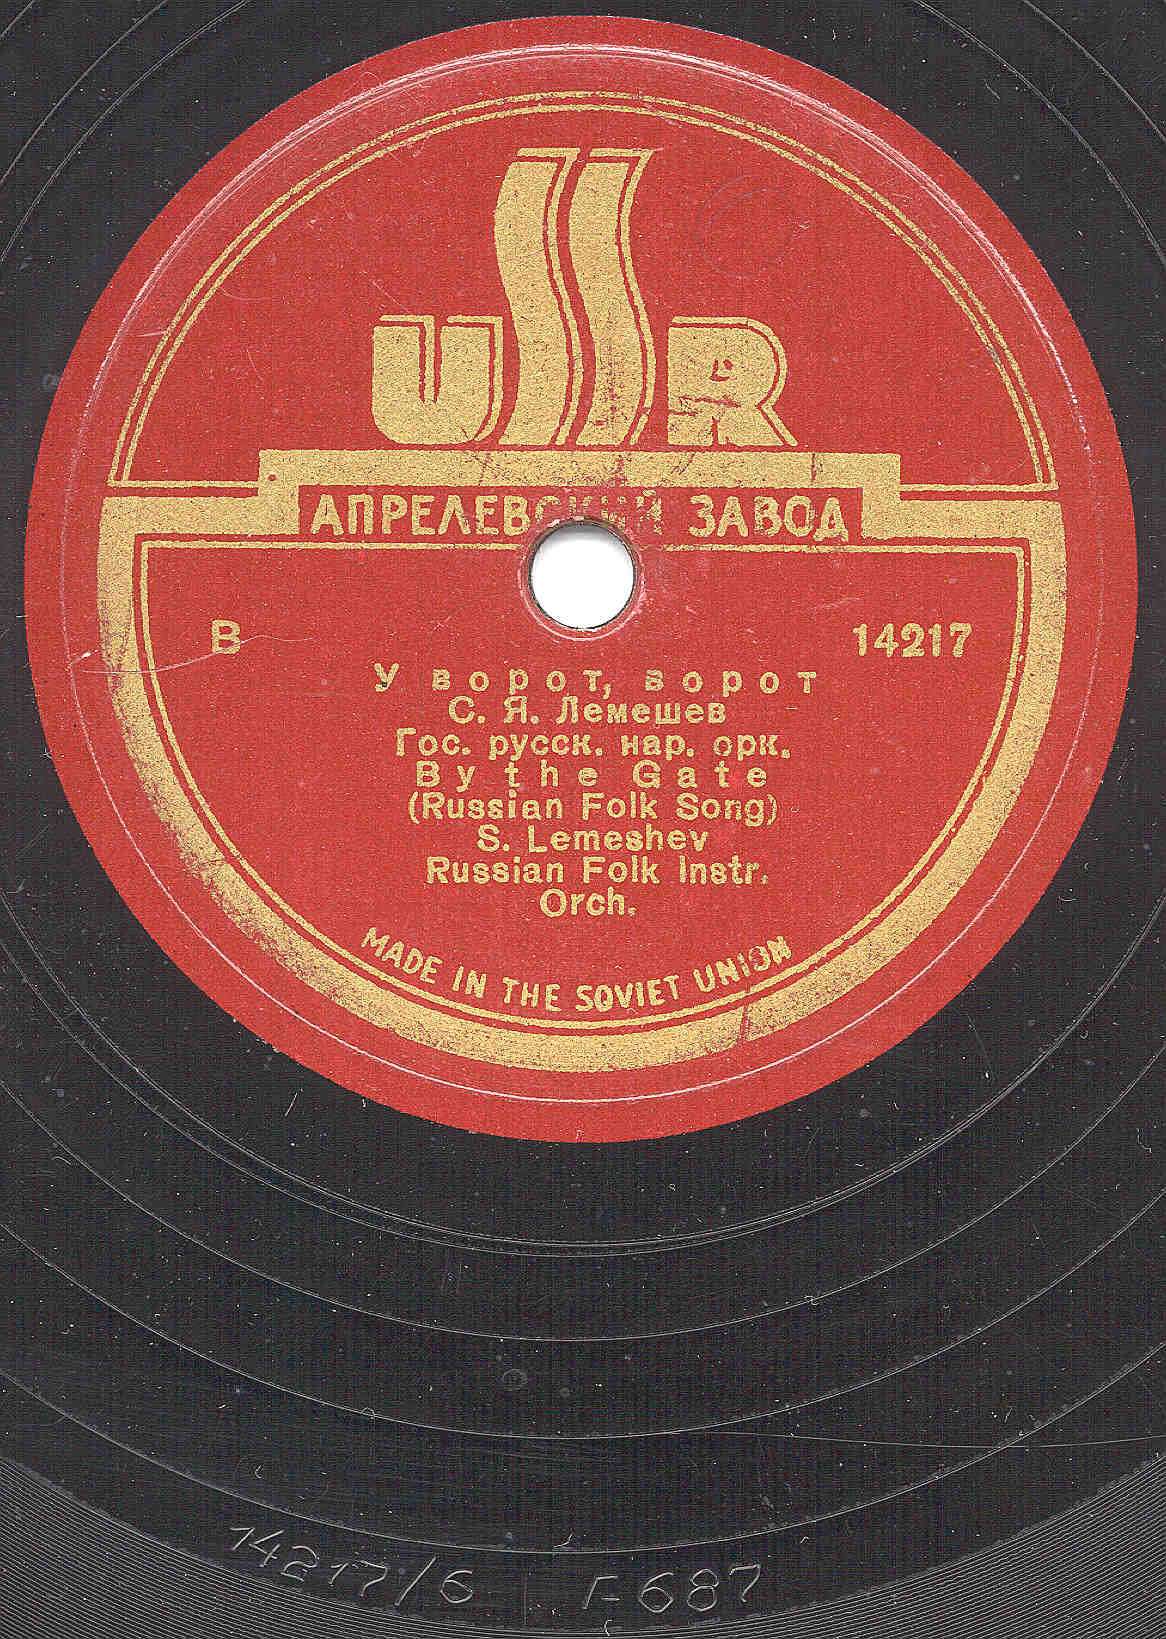 USSR
АПРЕЛЕВСКИЙ ЗАВОД
В 14217
У ворот, ворот
С. Я. Лемешев
Гос. русск. нар. орк.
By the Gate
(Russian Folk Song)
S. Lemeshev
Russian Folk Instr.
Orch.
MADE IN THE SOVIET UNION
14217/6 Г-687